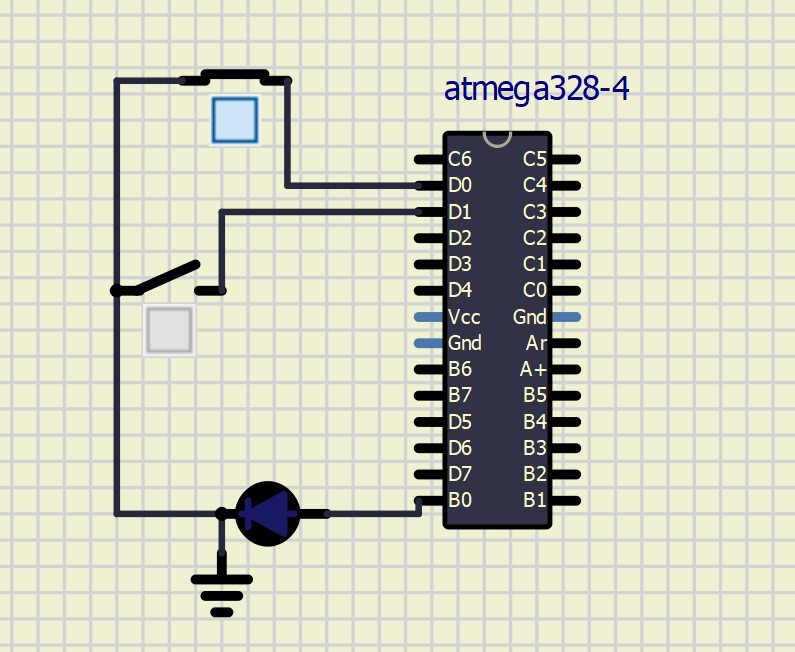 atmega328-4
C6 C5
D0 C4
D1 C3
D2 C2
D3 C1
D4 C0
Vcc Gnd
Gnd Ar
B6 A+
B7 B5
D5 B4
D6 B3
D7 B2
B0 B1